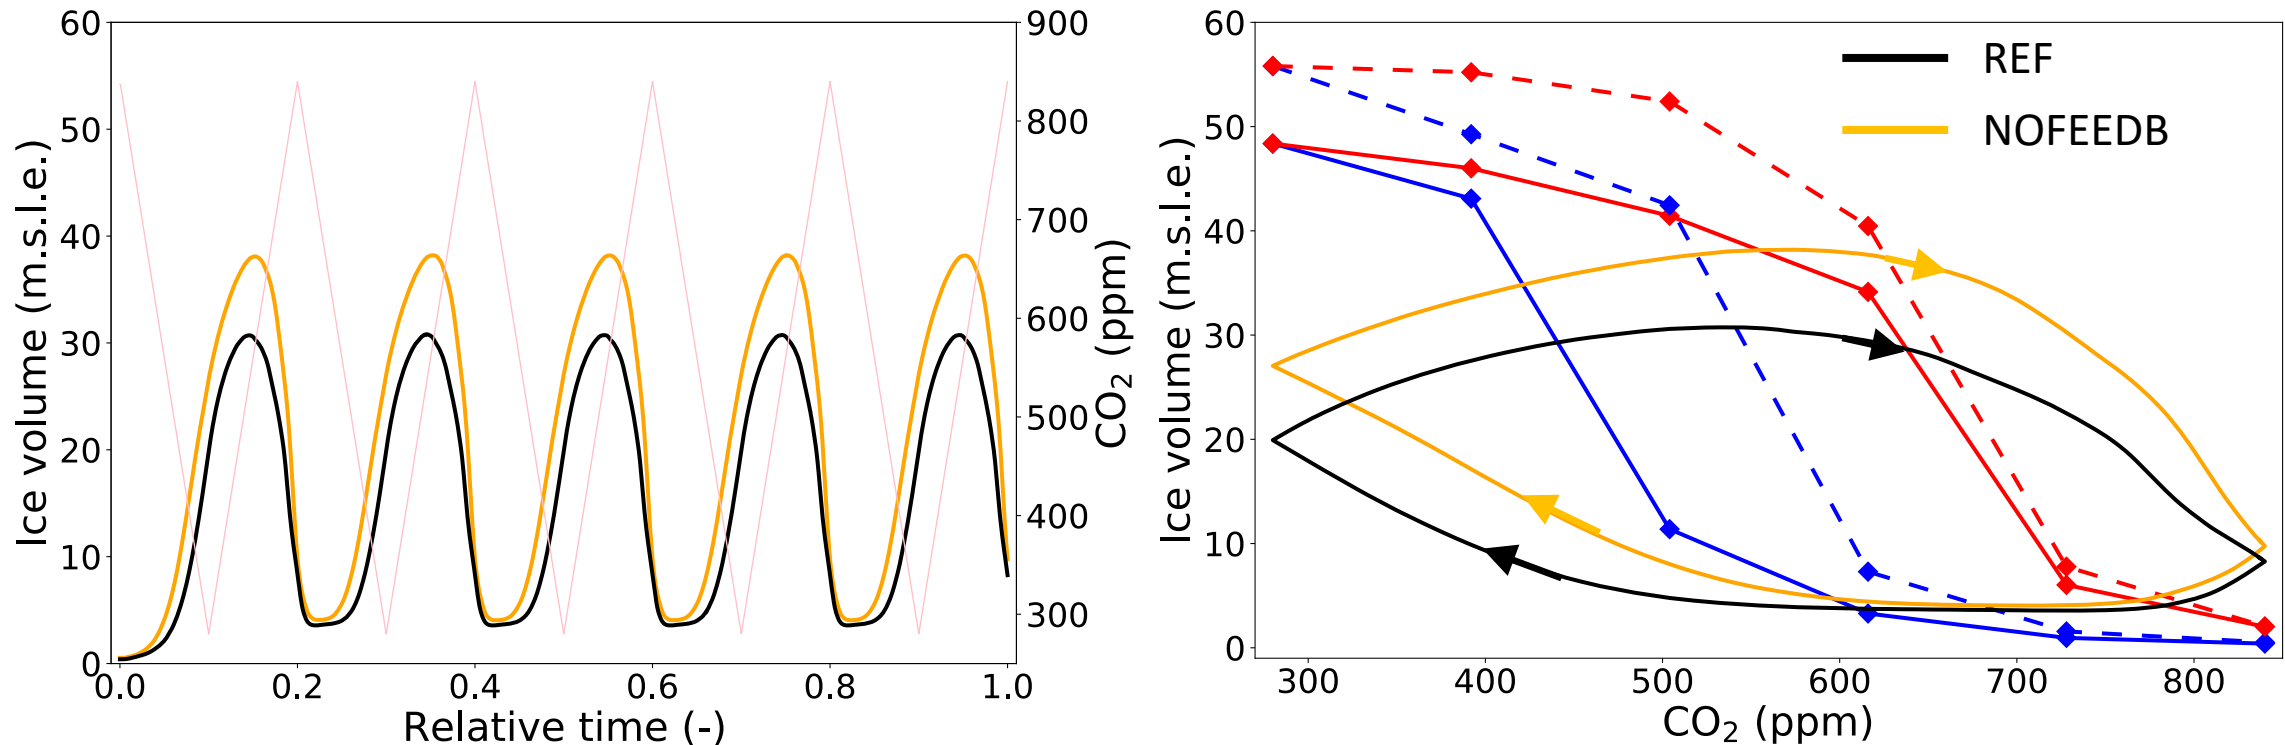 60
50
40
30
20
10
0
Ice volume (m.s.l.e.)
0.0 0.2 0.4 0.6 0.8 1.0
Relative time (-)
900
800
700
600
500
400
300
CO₂ (ppm)
60
50
40
30
20
10
0
Ice volume (m.s.l.e.)
300 400 500 600 700 800
CO₂ (ppm)
REF
NOFEEDB